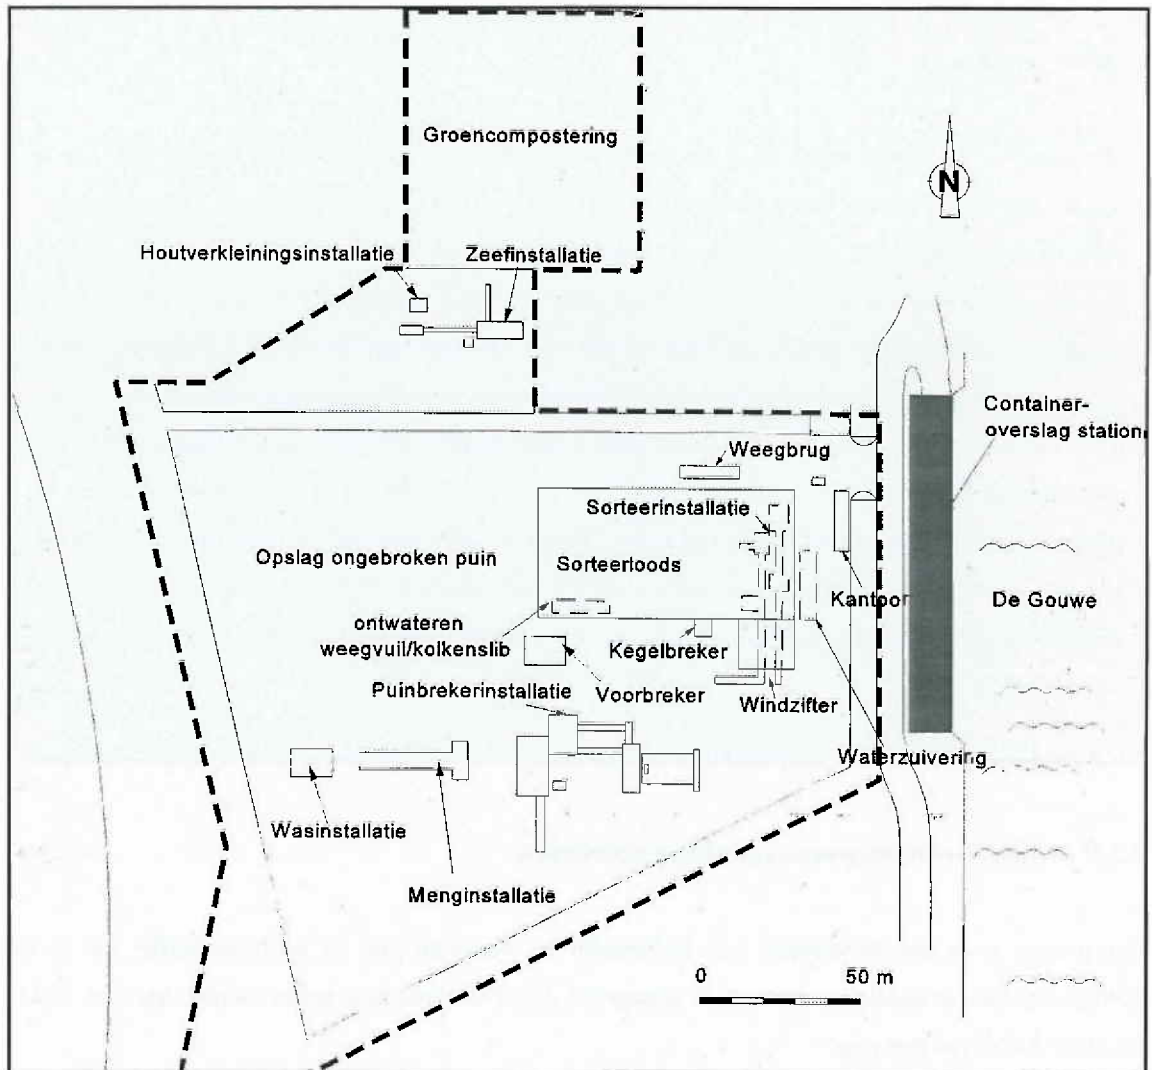 Groencompostering
N
Houtverkleiningsinstallatie
Zeefinstallatie
Container-
overslag station
Weegbrug
Sorteerinstallatie
Opslag ongebroken puin
Sorteerloods
Kantoor
De Gouwe
ontwateren
weegvuil/kolkenslib
Kegelbreker
Puinbrekerinstallatie
Voorbreker
Windzifter
Waterzuivering
Wasinstallatie
Menginstallatie
0 50 m